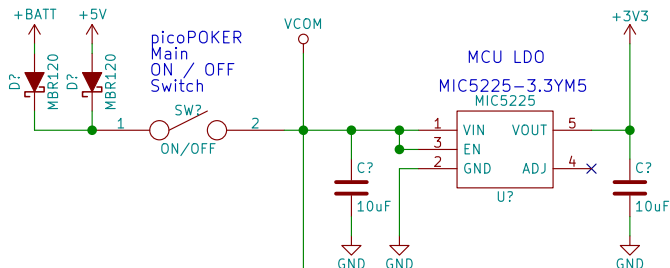 +BATT
+5V
D?
MBR120
D?
MBR120
picoPOKER
Main
ON / OFF
Switch
SW?
1
2
ON/OFF
VCOM
MCU LDO
MIC5225-3.3YM5
MIC5225
1
VIN
VOUT
5
3
EN
2
GND
ADJ
4
U?
C?
10uF
GND
GND
+3V3
C?
10uF
GND